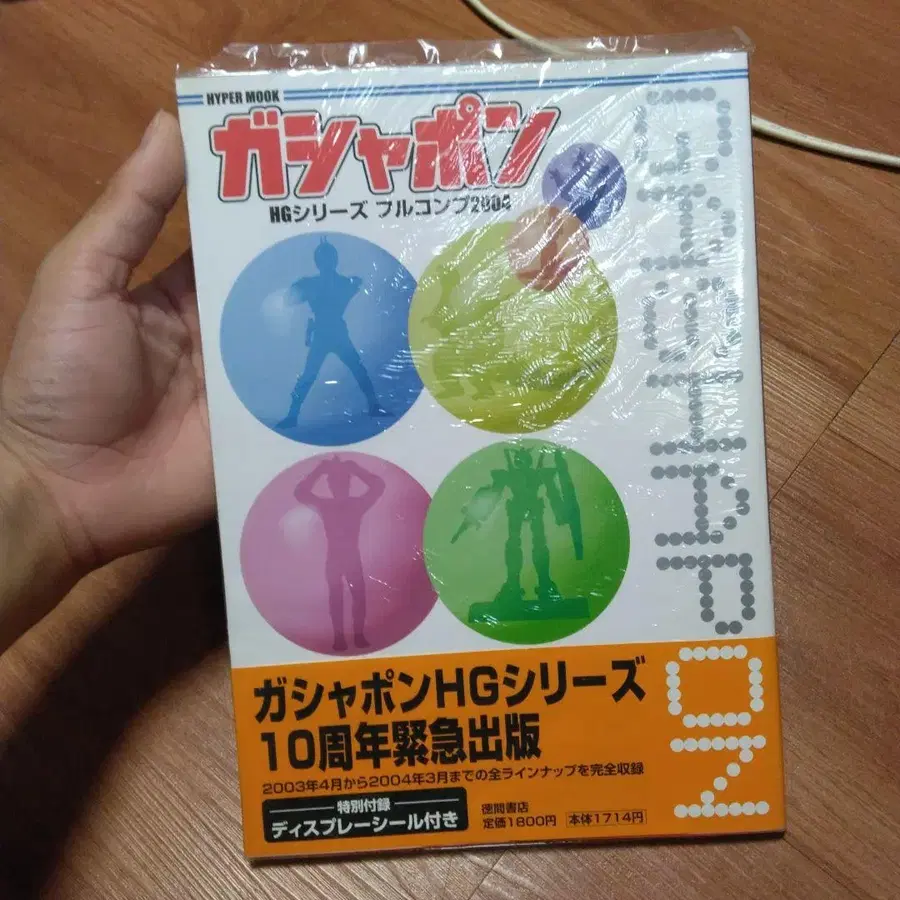 HYPER MOOK
ガシャポン
HGシリーズ フルコンプ2004
GASHAPON
ガシャポンHGシリーズ
10周年緊急出版
2003年4月から2004年3月までの全ラインナップを完全収録
特別付録
ディスプレーシール付き
徳間書店
定価1800円 本体1714円